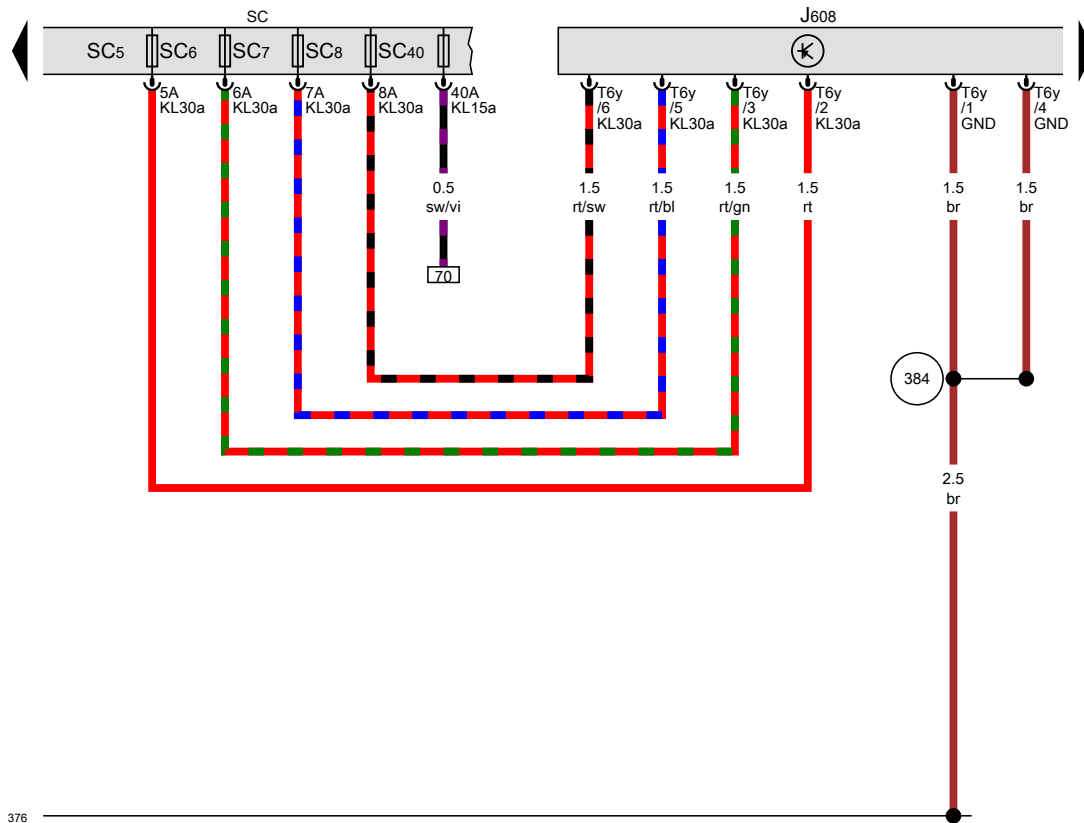 SC
J608
SC5 SC6 SC7 SC8 SC40
5A
KL30a
6A
KL30a
7A
KL30a
8A
KL30a
40A
KL15a
T6y
/6
KL30a
T6y
/5
KL30a
T6y
/3
KL30a
T6y
/2
KL30a
T6y
/1
GND
T6y
/4
GND
0.5
sw/vi
1.5
rt/sw
1.5
rt/bl
1.5
rt/gn
1.5
rt
1.5
br
1.5
br
70
384
2.5
br
376